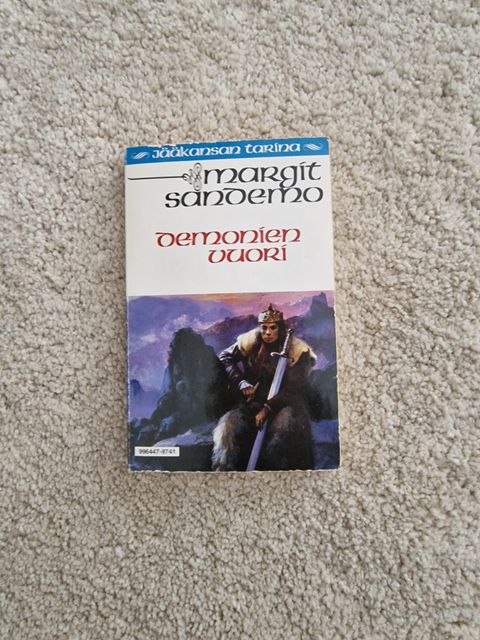 Jääkansan tarina
margit
sandemo
Demonien
vuori
996447-8741